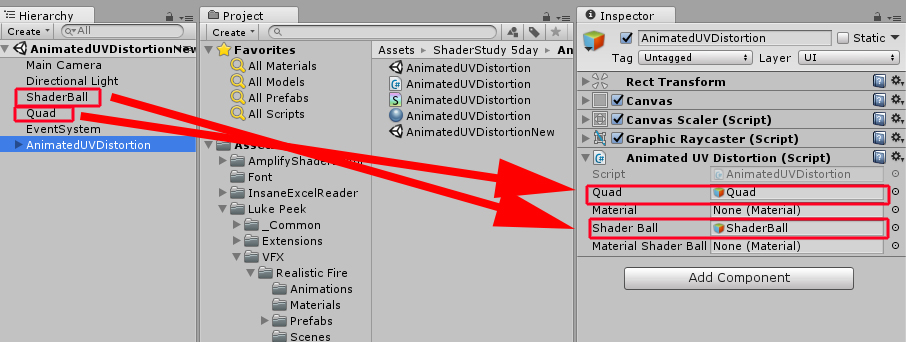 Hierarchy
Create
All
AnimatedUVDistortionNew
Main Camera
Directional Light
ShaderBall
Quad
EventSystem
AnimatedUVDistortion
Project
Create
Favorites
All Materials
All Models
All Prefabs
All Scripts
AmplifyShader
Font
InsaneExcelReader
Luke Peek
_Common
Extensions
VFX
Realistic Fire
Animations
Materials
Prefabs
Scenes
Assets ShaderStudy 5day An
AnimatedUVDistortion
AnimatedUVDistortion
AnimatedUVDistortion
AnimatedUVDistortion
AnimatedUVDistortionNew
Inspector
AnimatedUVDistortion Static
Tag Untagged Layer UI
Rect Transform
Canvas
Canvas Scaler (Script)
Graphic Raycaster (Script)
Animated UV Distortion (Script)
Script AnimatedUVDistortion
Quad Quad
Material None (Material)
Shader Ball ShaderBall
Material Shader Ball None (Material)
Add Component